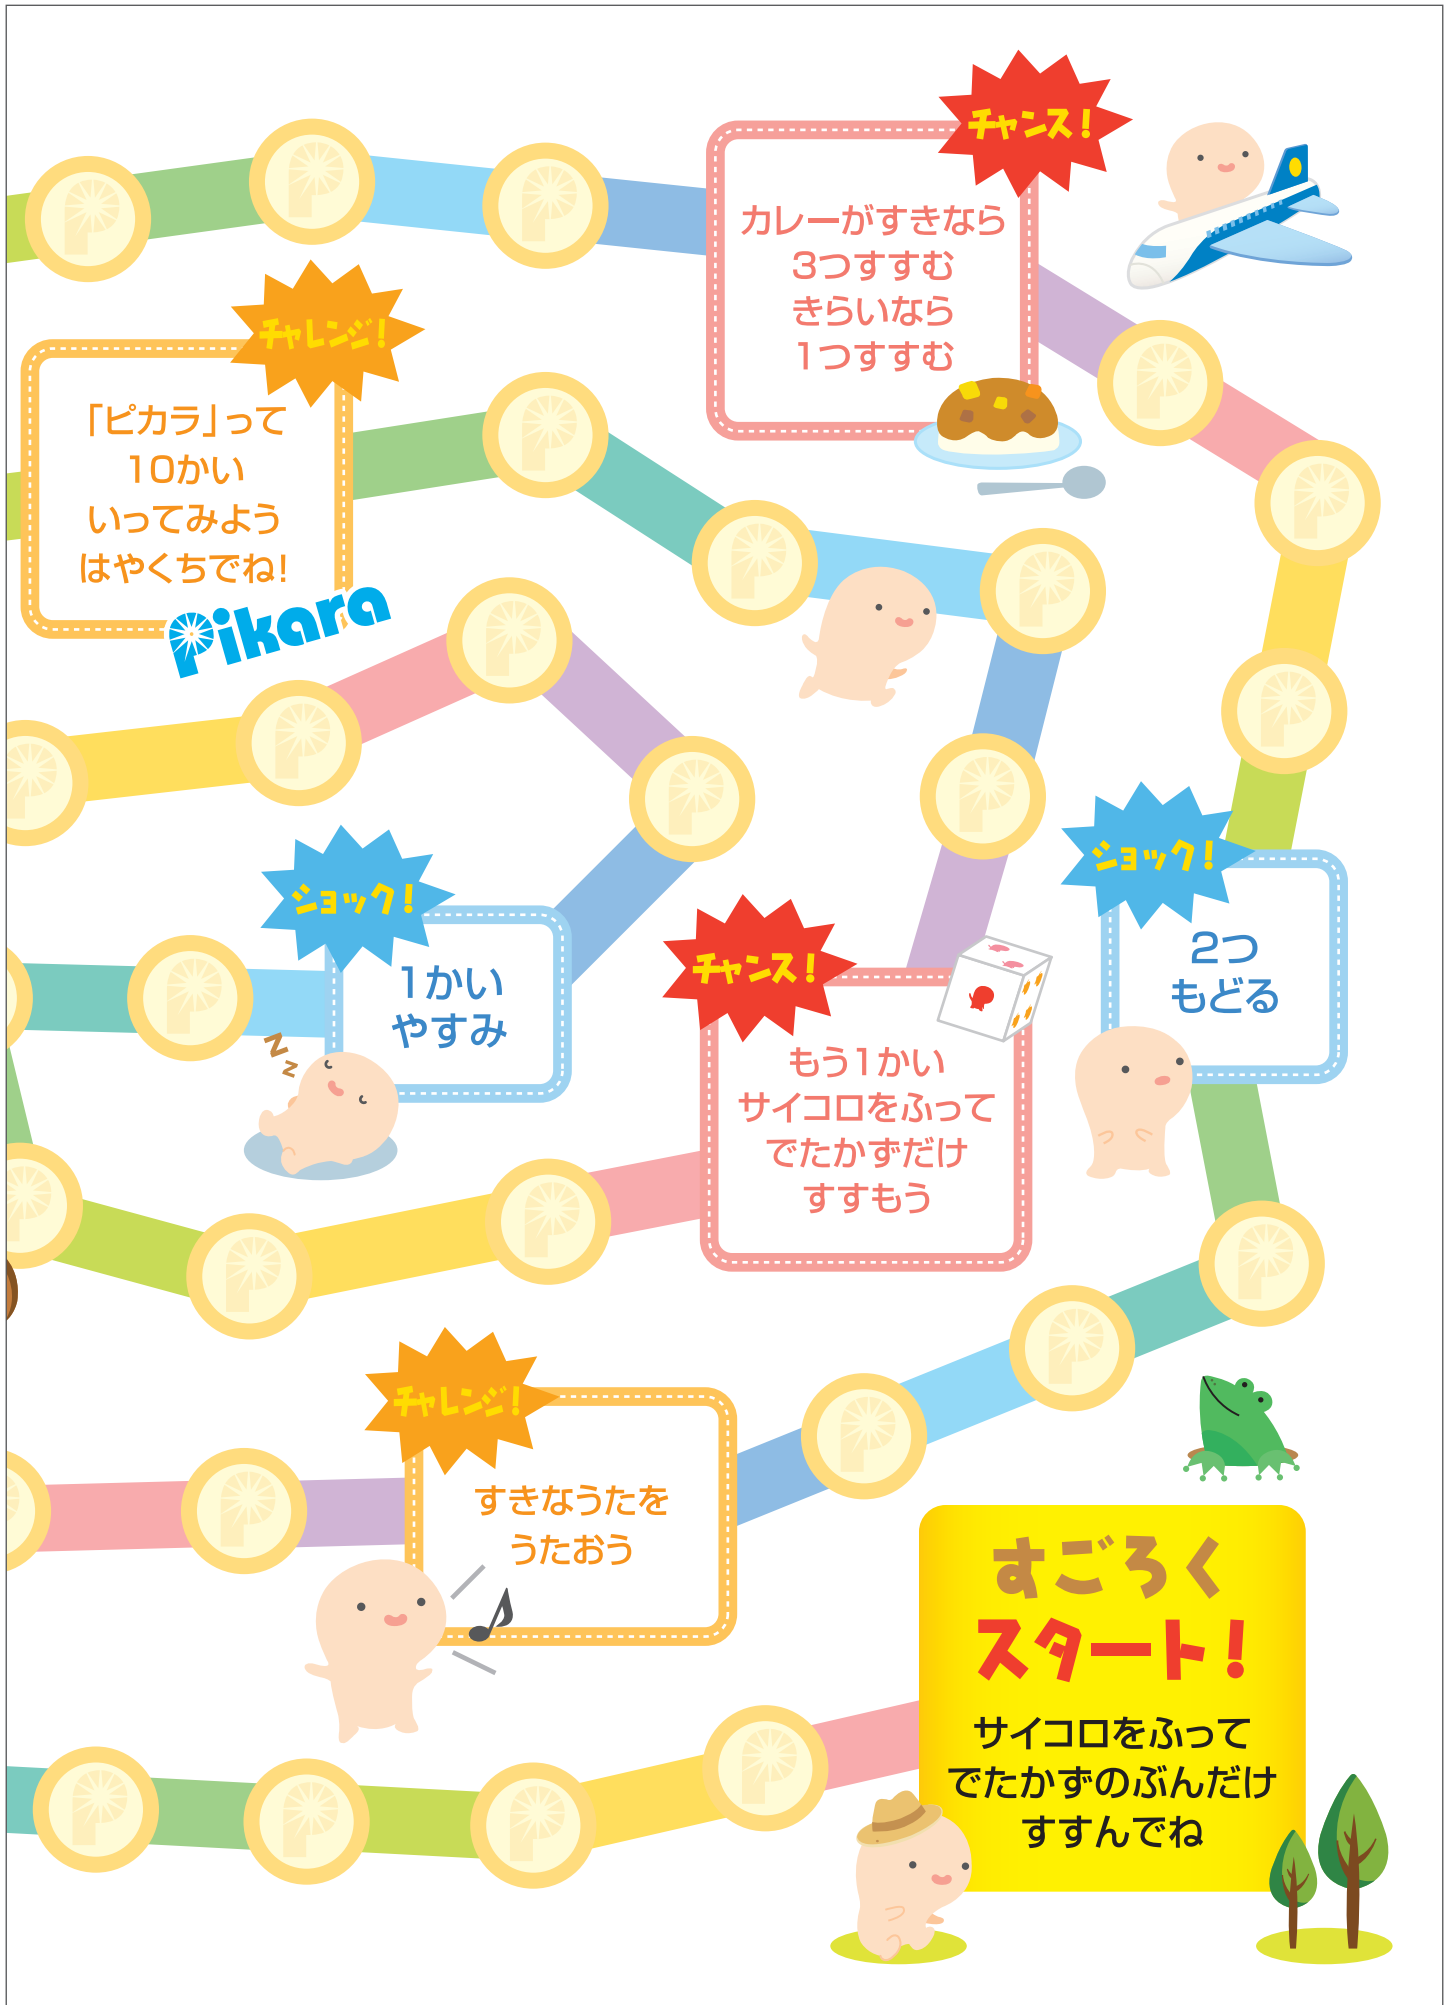 チャンス!
カレーがすきなら
3つすすむ
きらいなら
1つすすむ
チャレンジ!
「ピカラ」って
10かい
いってみよう
はやくちでね!
Pikara
ショック!
1かい
やすみ
z
z
チャンス!
もう1かい
サイコロをふって
でたかずだけ
すすもう
ショック!
2つ
もどる
チャレンジ!
すきなうたを
うたおう
すごろく
スタート!
サイコロをふって
でたかずのぶんだけ
すすんでね